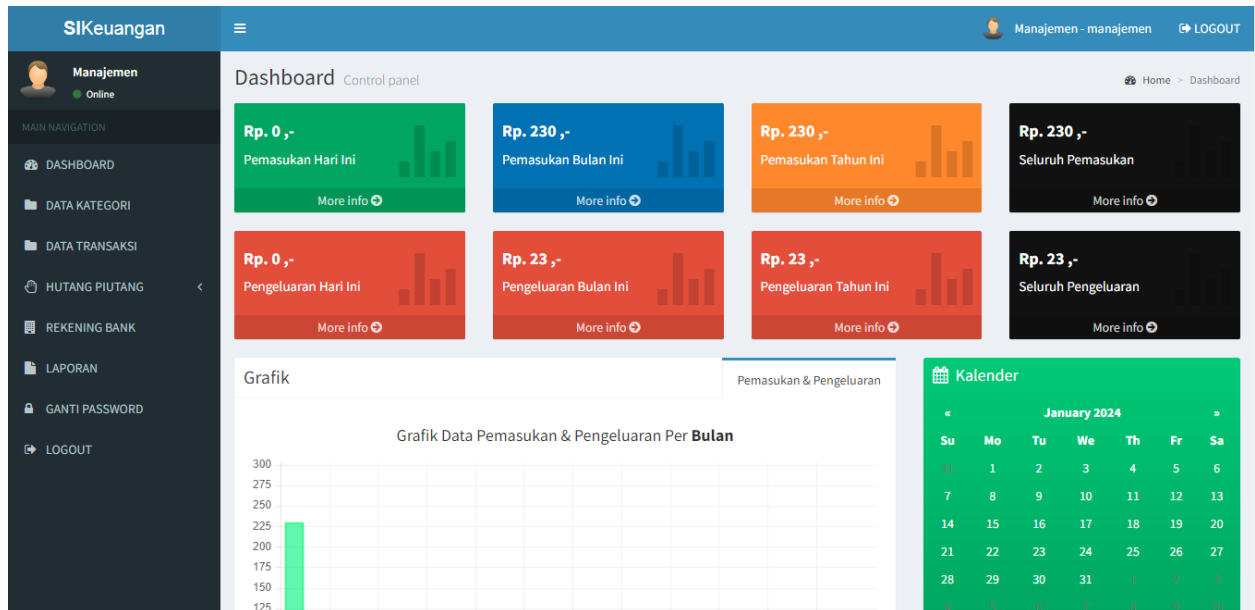 SIKeuangan
Manajemen - manajemen
LOGOUT
Manajemen
Online
MAIN NAVIGATION
DASHBOARD
DATA KATEGORI
DATA TRANSAKSI
HUTANG PIUTANG
REKENING BANK
LAPORAN
GANTI PASSWORD
LOGOUT
Dashboard Control panel
Home > Dashboard
Rp. 0 ,-
Pemasukan Hari Ini
More info
Rp. 230 ,-
Pemasukan Bulan Ini
More info
Rp. 230 ,-
Pemasukan Tahun Ini
More info
Rp. 230 ,-
Seluruh Pemasukan
More info
Rp. 0 ,-
Pengeluaran Hari Ini
More info
Rp. 23 ,-
Pengeluaran Bulan Ini
More info
Rp. 23 ,-
Pengeluaran Tahun Ini
More info
Rp. 23 ,-
Seluruh Pengeluaran
More info
Grafik
Pemasukan & Pengeluaran
Grafik Data Pemasukan & Pengeluaran Per Bulan
300
275
250
225
200
175
150
125
Kalender
« January 2024 »
Su Mo Tu We Th Fr Sa
31 1 2 3 4 5 6
7 8 9 10 11 12 13
14 15 16 17 18 19 20
21 22 23 24 25 26 27
28 29 30 31 1 2 3